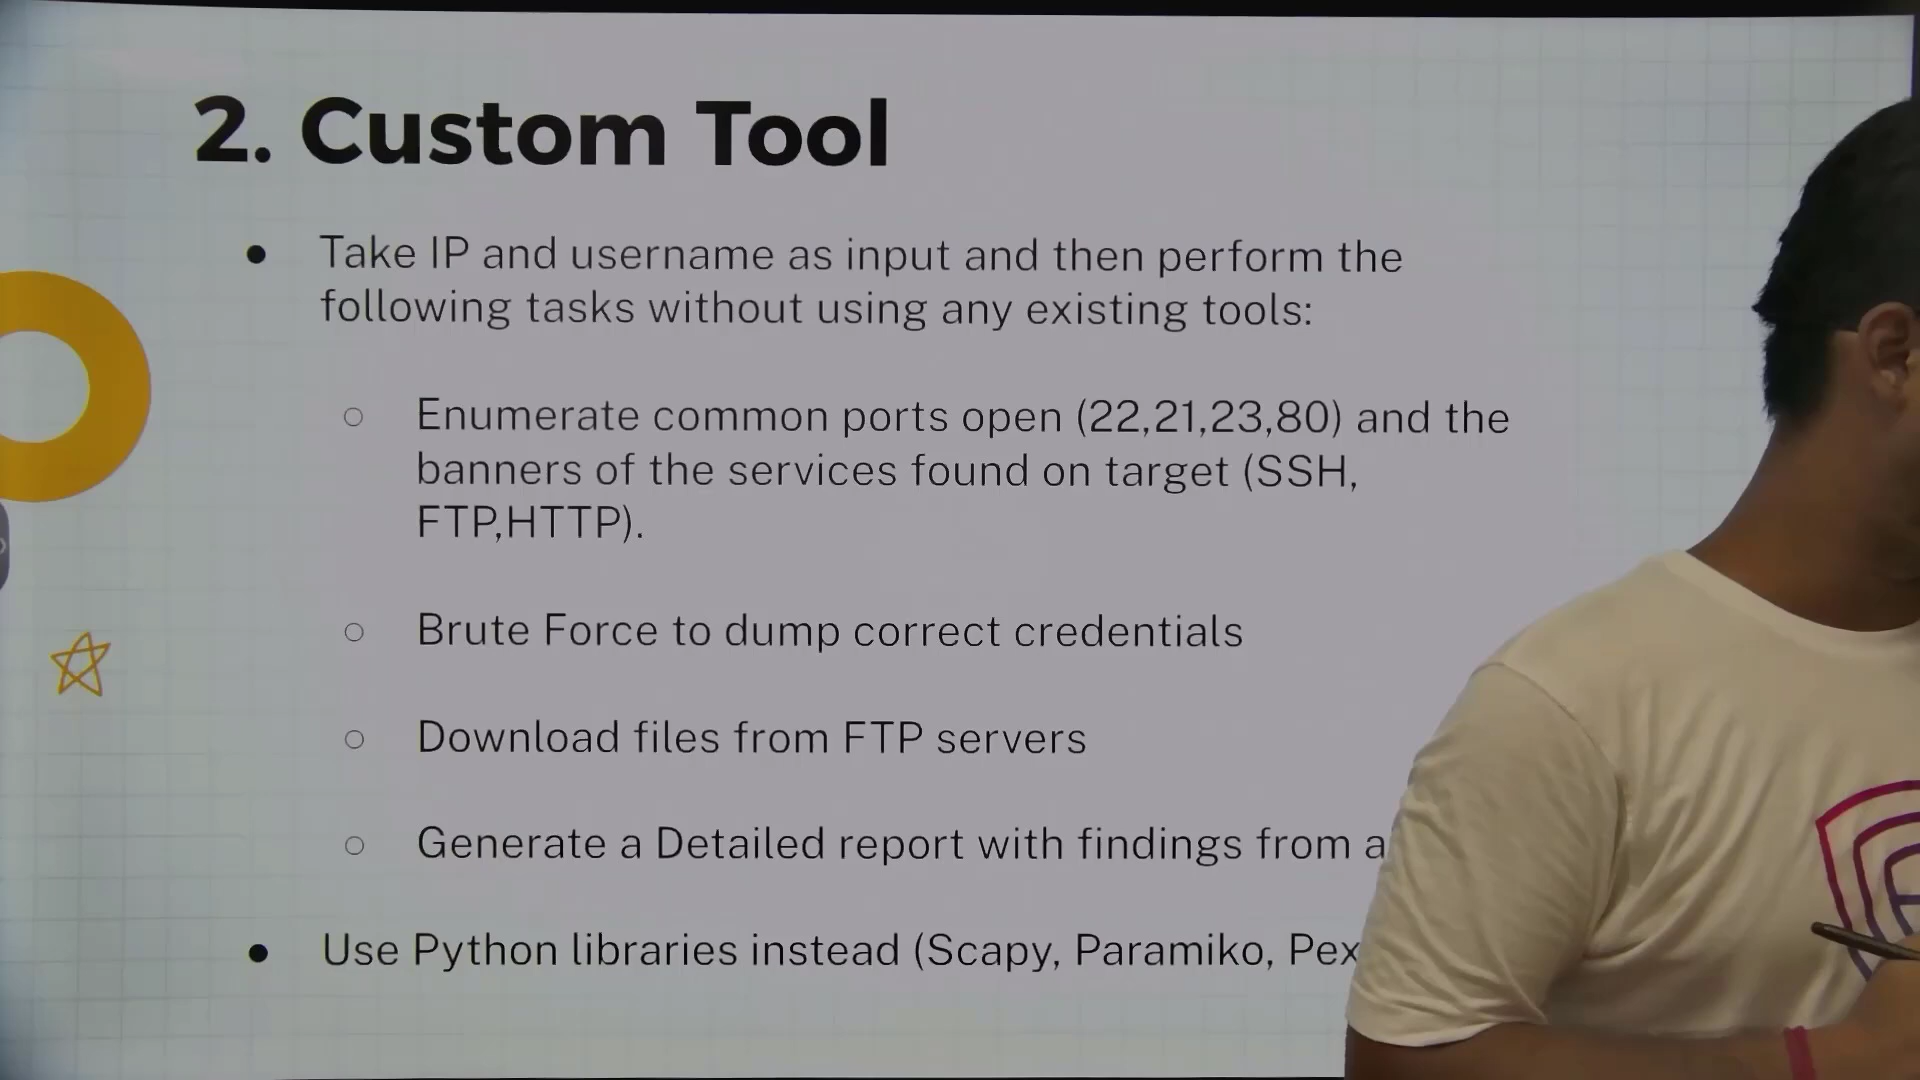 2. Custom Tool
● Take IP and username as input and then perform the
following tasks without using any existing tools:
○ Enumerate common ports open (22,21,23,80) and the
banners of the services found on target (SSH,
FTP,HTTP).
○ Brute Force to dump correct credentials
○ Download files from FTP servers
○ Generate a Detailed report with findings from
● Use Python libraries instead (Scapy, Paramiko,